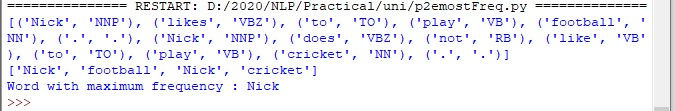 =============== RESTART: D:/2020/NLP/Practical/uni/p2emostFreq.py ==============
[('Nick', 'NNP'), ('likes', 'VBZ'), ('to', 'TO'), ('play', 'VB'), ('football', '
NN'), ('.', '.'), ('Nick', 'NNP'), ('does', 'VBZ'), ('not', 'RB'), ('like', 'VB'
), ('to', 'TO'), ('play', 'VB'), ('cricket', 'NN'), ('.', '.')]
['Nick', 'football', 'Nick', 'cricket']
Word with maximum frequency : Nick
>>>